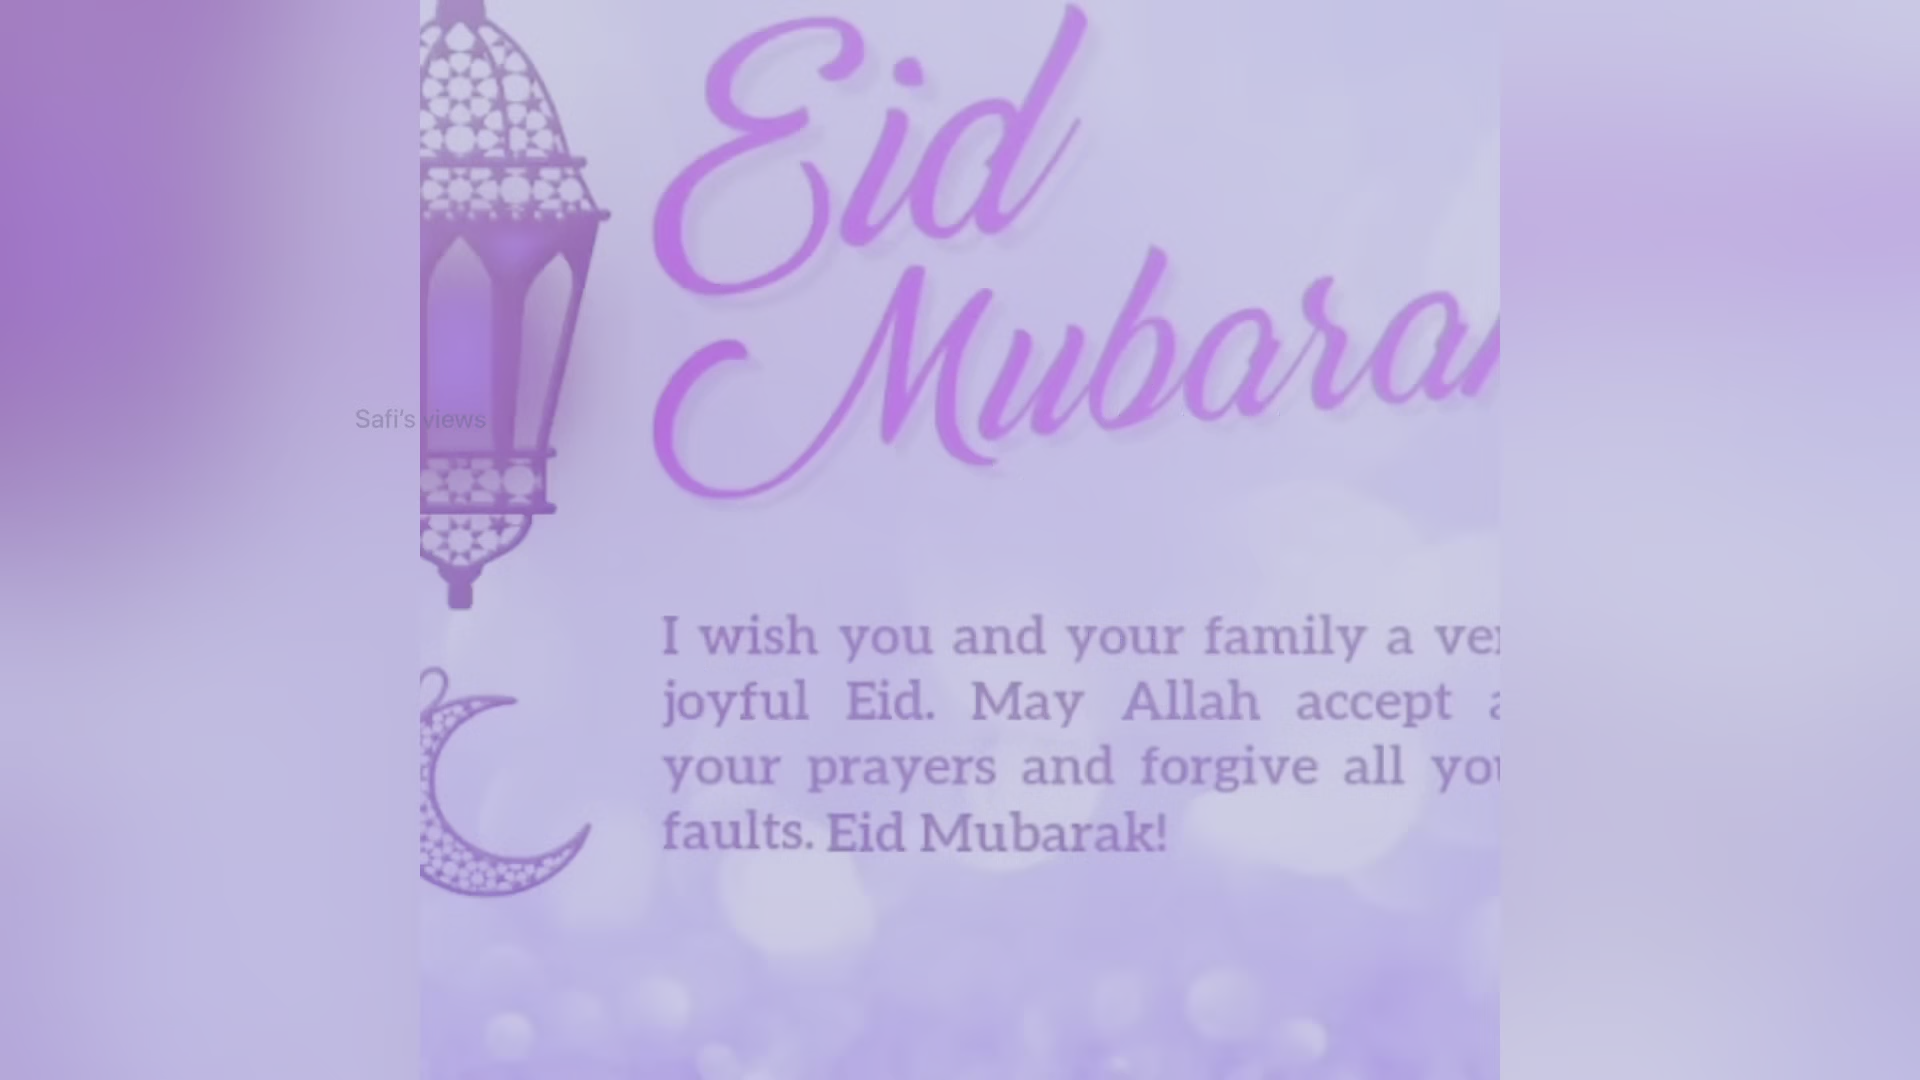 Eid
Mubara
Safi's views
I wish you and your family a ve
joyful Eid. May Allah accept a
your prayers and forgive all you
faults. Eid Mubarak!